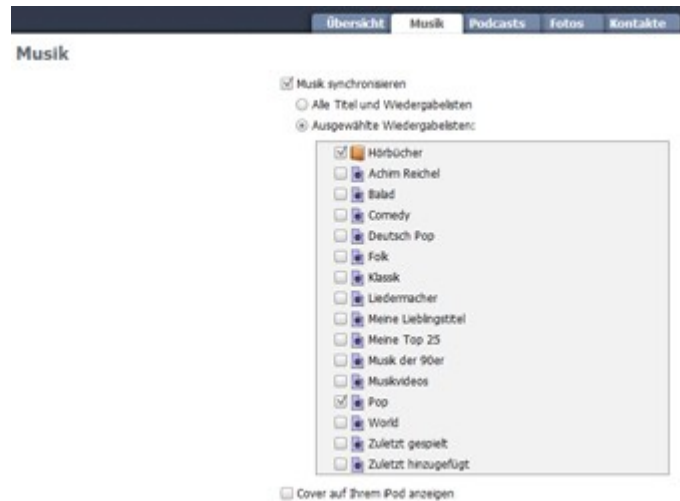 Übersicht Musik Podcasts Fotos Kontakte
Musik
Musik synchronisieren
Alle Titel und Wiedergabelisten
Ausgewählte Wiedergabelisten:
Hörbücher
Achim Reichel
Balad
Comedy
Deutsch Pop
Folk
Klassik
Liedermacher
Meine Lieblingstitel
Meine Top 25
Musik der 90er
Musikvideos
Pop
World
Zuletzt gespielt
Zuletzt hinzugefügt
Cover auf Ihrem iPod anzeigen